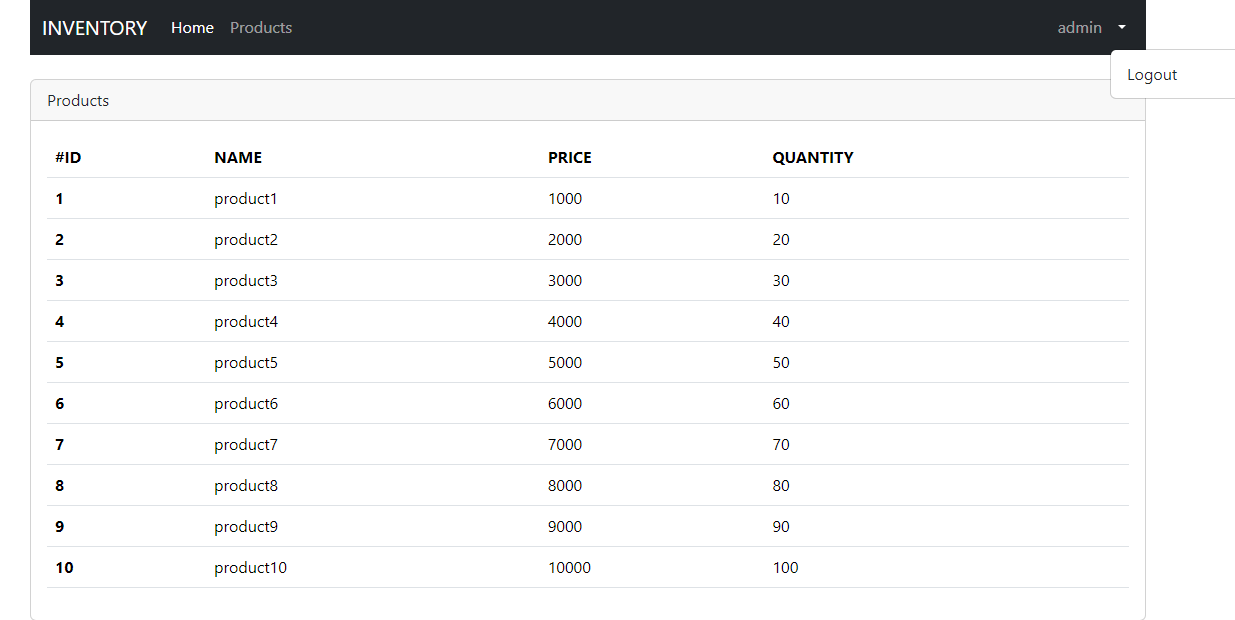 INVENTORY Home Products admin
Logout
Products
#ID NAME PRICE QUANTITY
1 product1 1000 10
2 product2 2000 20
3 product3 3000 30
4 product4 4000 40
5 product5 5000 50
6 product6 6000 60
7 product7 7000 70
8 product8 8000 80
9 product9 9000 90
10 product10 10000 100